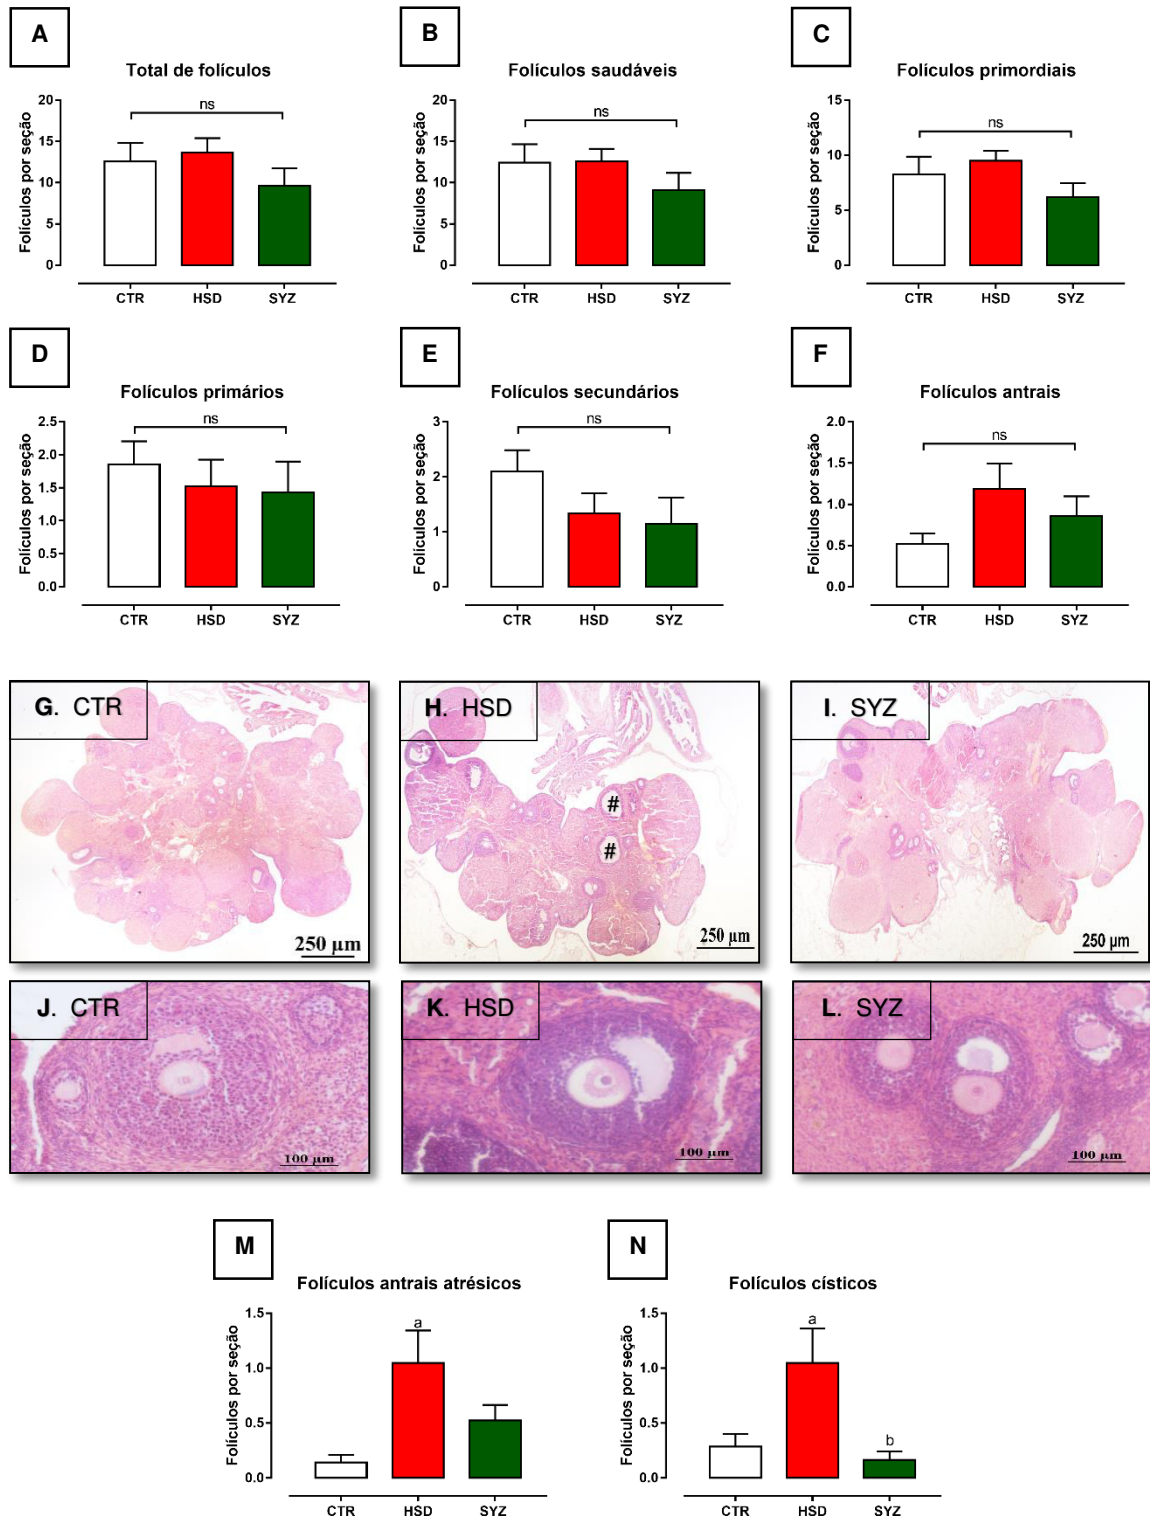 A
B
C
Total de folículos
Folículos saudáveis
Folículos primordiais
Folículos por seção
20
15
10
5
0
ns
CTR
HSD
SYZ
Folículos por seção
20
15
10
5
0
ns
CTR
HSD
SYZ
Folículos por seção
15
10
5
0
ns
CTR
HSD
SYZ
D
E
F
Folículos primários
Folículos secundários
Folículos antrais
Folículos por seção
2.5
2.0
1.5
1.0
0.5
0.0
ns
CTR
HSD
SYZ
Folículos por seção
3
2
1
0
ns
CTR
HSD
SYZ
Folículos por seção
2.0
1.5
1.0
0.5
0.0
ns
CTR
HSD
SYZ
G. CTR
250 µm
H. HSD
#
#
250 µm
I. SYZ
250 µm
J. CTR
100 µm
K. HSD
100 µm
L. SYZ
100 µm
M
N
Folículos antrais atrésicos
Folículos císticos
Folículos por seção
1.5
1.0
0.5
0.0
a
CTR
HSD
SYZ
Folículos por seção
1.5
1.0
0.5
0.0
a
b
CTR
HSD
SYZ